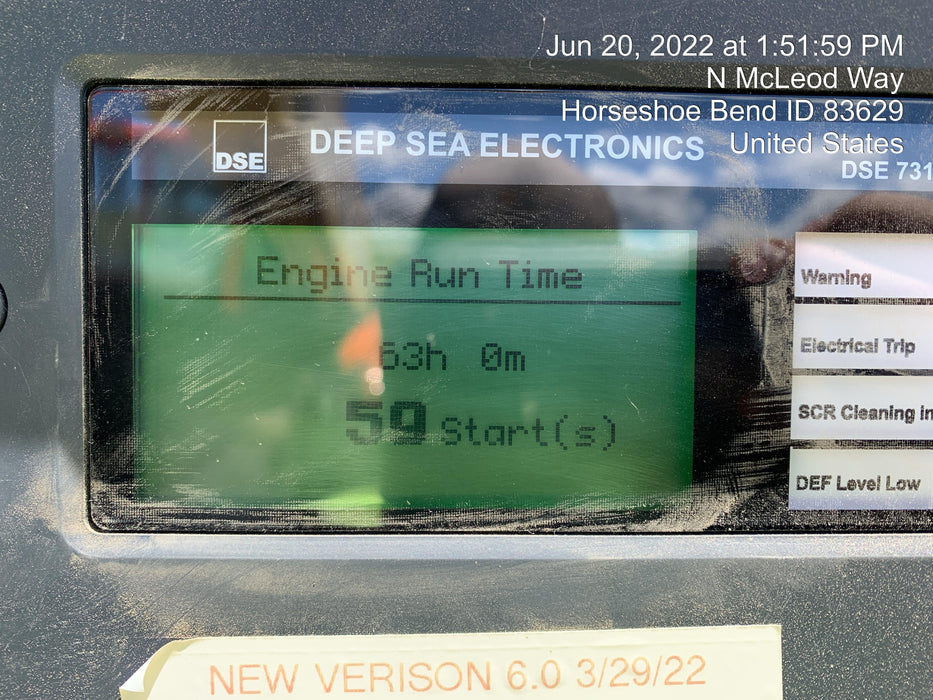 Jun 20, 2022 at 1:51:59 PM
N McLeod Way
Horseshoe Bend ID 83629
United States
DSE
DEEP SEA ELECTRONICS
DSE 731
Engine Run Time
63h 0m
59 Start(s)
Warning
Electrical Trip
SCR Cleaning in
DEF Level Low
NEW VERISON 6.0 3/29/22